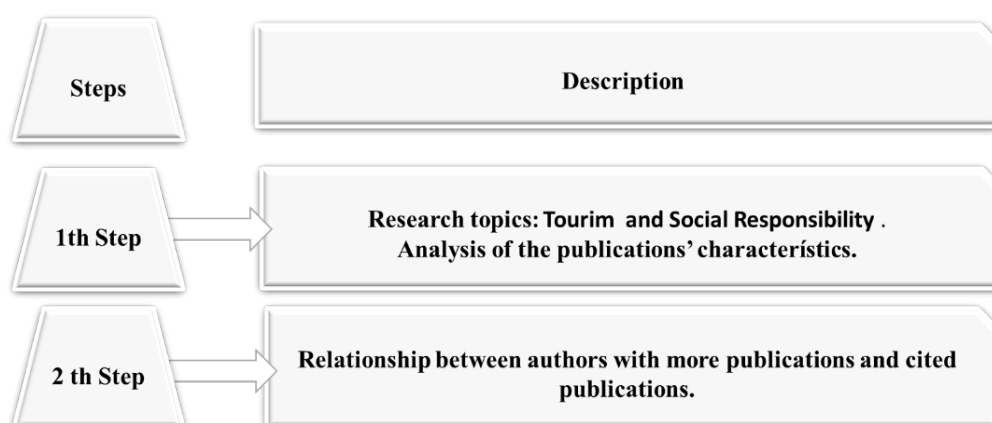 Steps
Description
1th Step
Research topics: Tourim and Social Responsibility .
Analysis of the publications’ characterístics.
2 th Step
Relationship between authors with more publications and cited
publications.